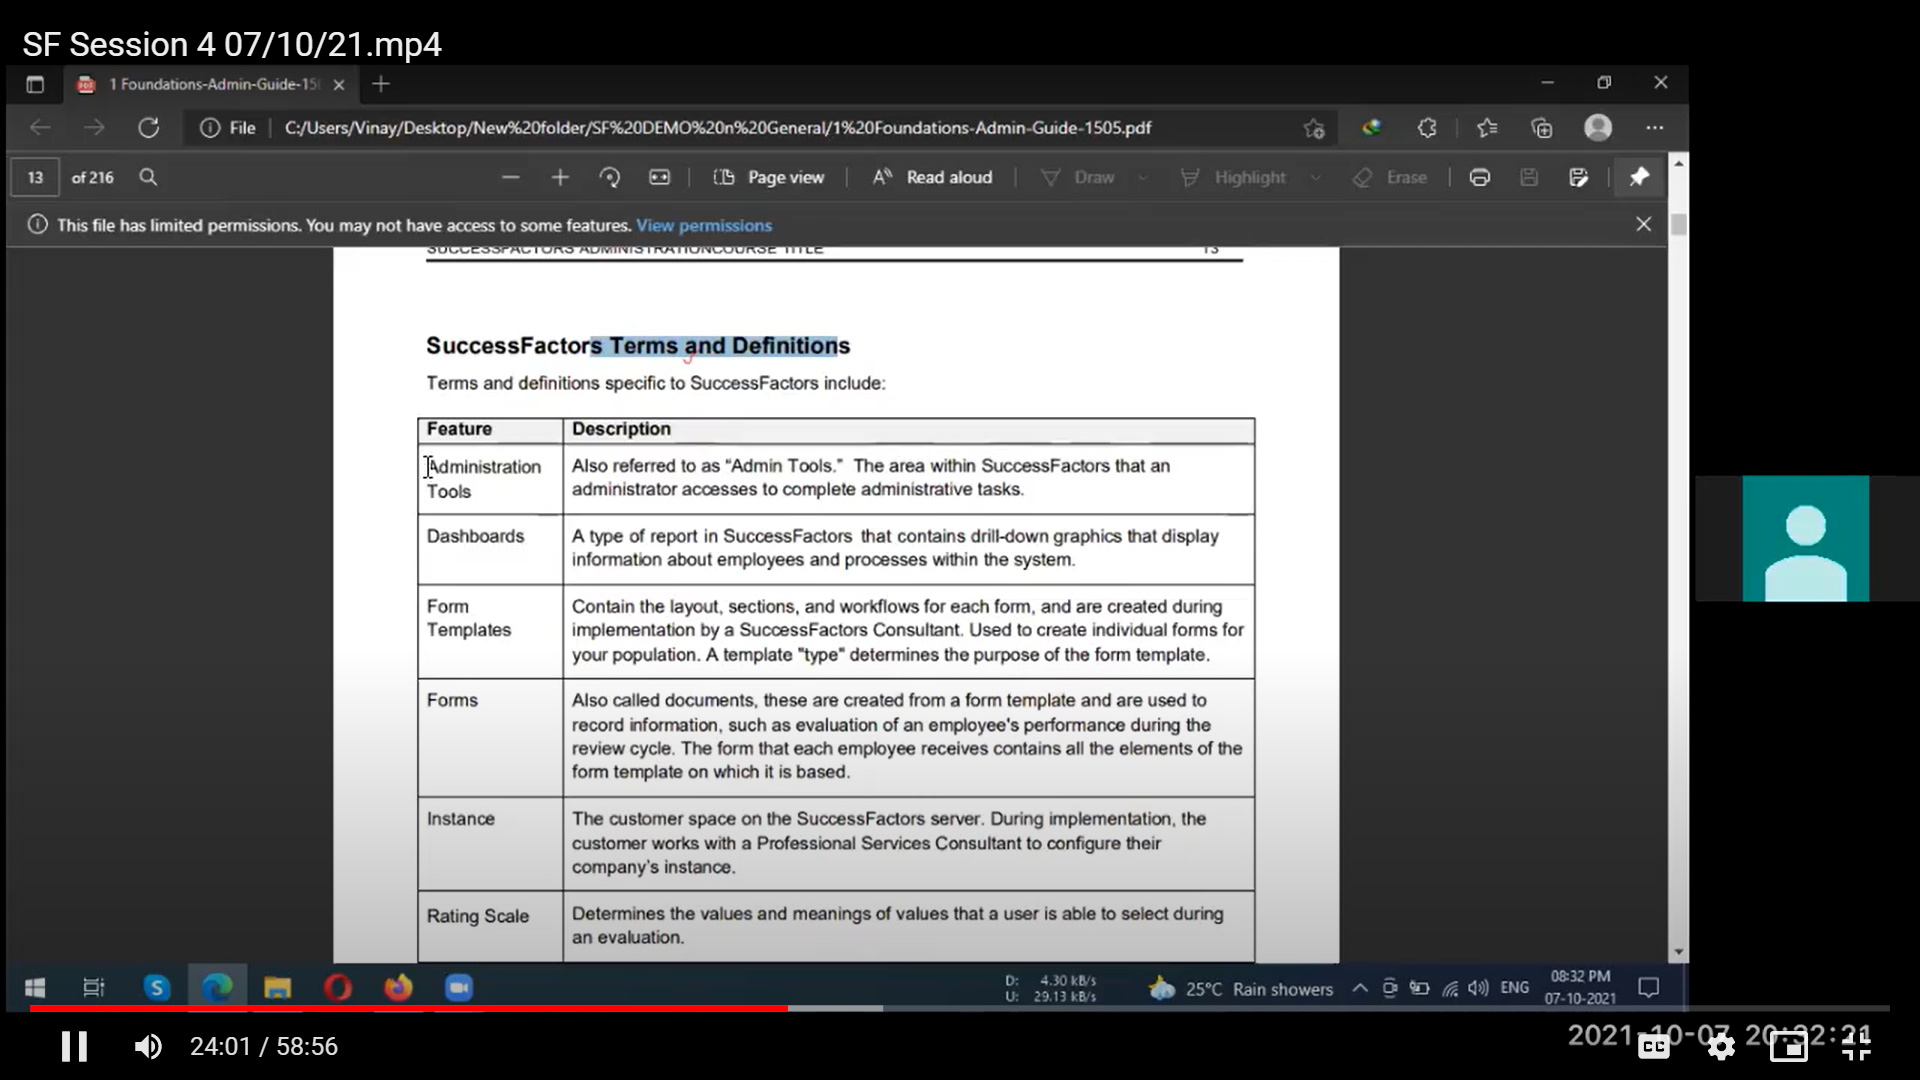 SF Session 4 07/10/21.mp4
1 Foundations-Admin-Guide-15
File
C:/Users/Vinay/Desktop/New%20folder/SF%20DEMO%20n%20General/1%20Foundations-Admin-Guide-1505.pdf
13 of 216
Page view
Read aloud
Draw
Highlight
Erase
This file has limited permissions. You may not have access to some features. View permissions
SUCCESSFACTORS ADMINISTRATIONCOURSE TITLE 13
SuccessFactors Terms and Definitions
Terms and definitions specific to SuccessFactors include:
Feature Description
Administration Tools
Also referred to as “Admin Tools.” The area within SuccessFactors that an
administrator accesses to complete administrative tasks.
Dashboards
A type of report in SuccessFactors that contains drill-down graphics that display
information about employees and processes within the system.
Form
Templates
Contain the layout, sections, and workflows for each form, and are created during
implementation by a SuccessFactors Consultant. Used to create individual forms for
your population. A template "type" determines the purpose of the form template.
Forms
Also called documents, these are created from a form template and are used to
record information, such as evaluation of an employee's performance during the
review cycle. The form that each employee receives contains all the elements of the
form template on which it is based.
Instance
The customer space on the SuccessFactors server. During implementation, the
customer works with a Professional Services Consultant to configure their
company's instance.
Rating Scale
Determines the values and meanings of values that a user is able to select during
an evaluation.
D: 4.30 kB/s
U: 29.13 kB/s
25°C Rain showers
ENG
08:32 PM
07-10-2021
24:01 / 58:56
2021-10-07 20:32:21
CC